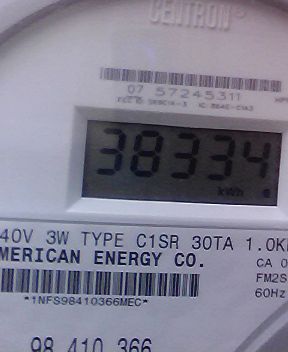 CENTRON®
07 57245311
38334
kWh
40V 3W TYPE C1SR 30TA 1.0K
MERICAN ENERGY CO.
CA 0
FM2S
60Hz
*1NFS98410366MEC*
98 410 366